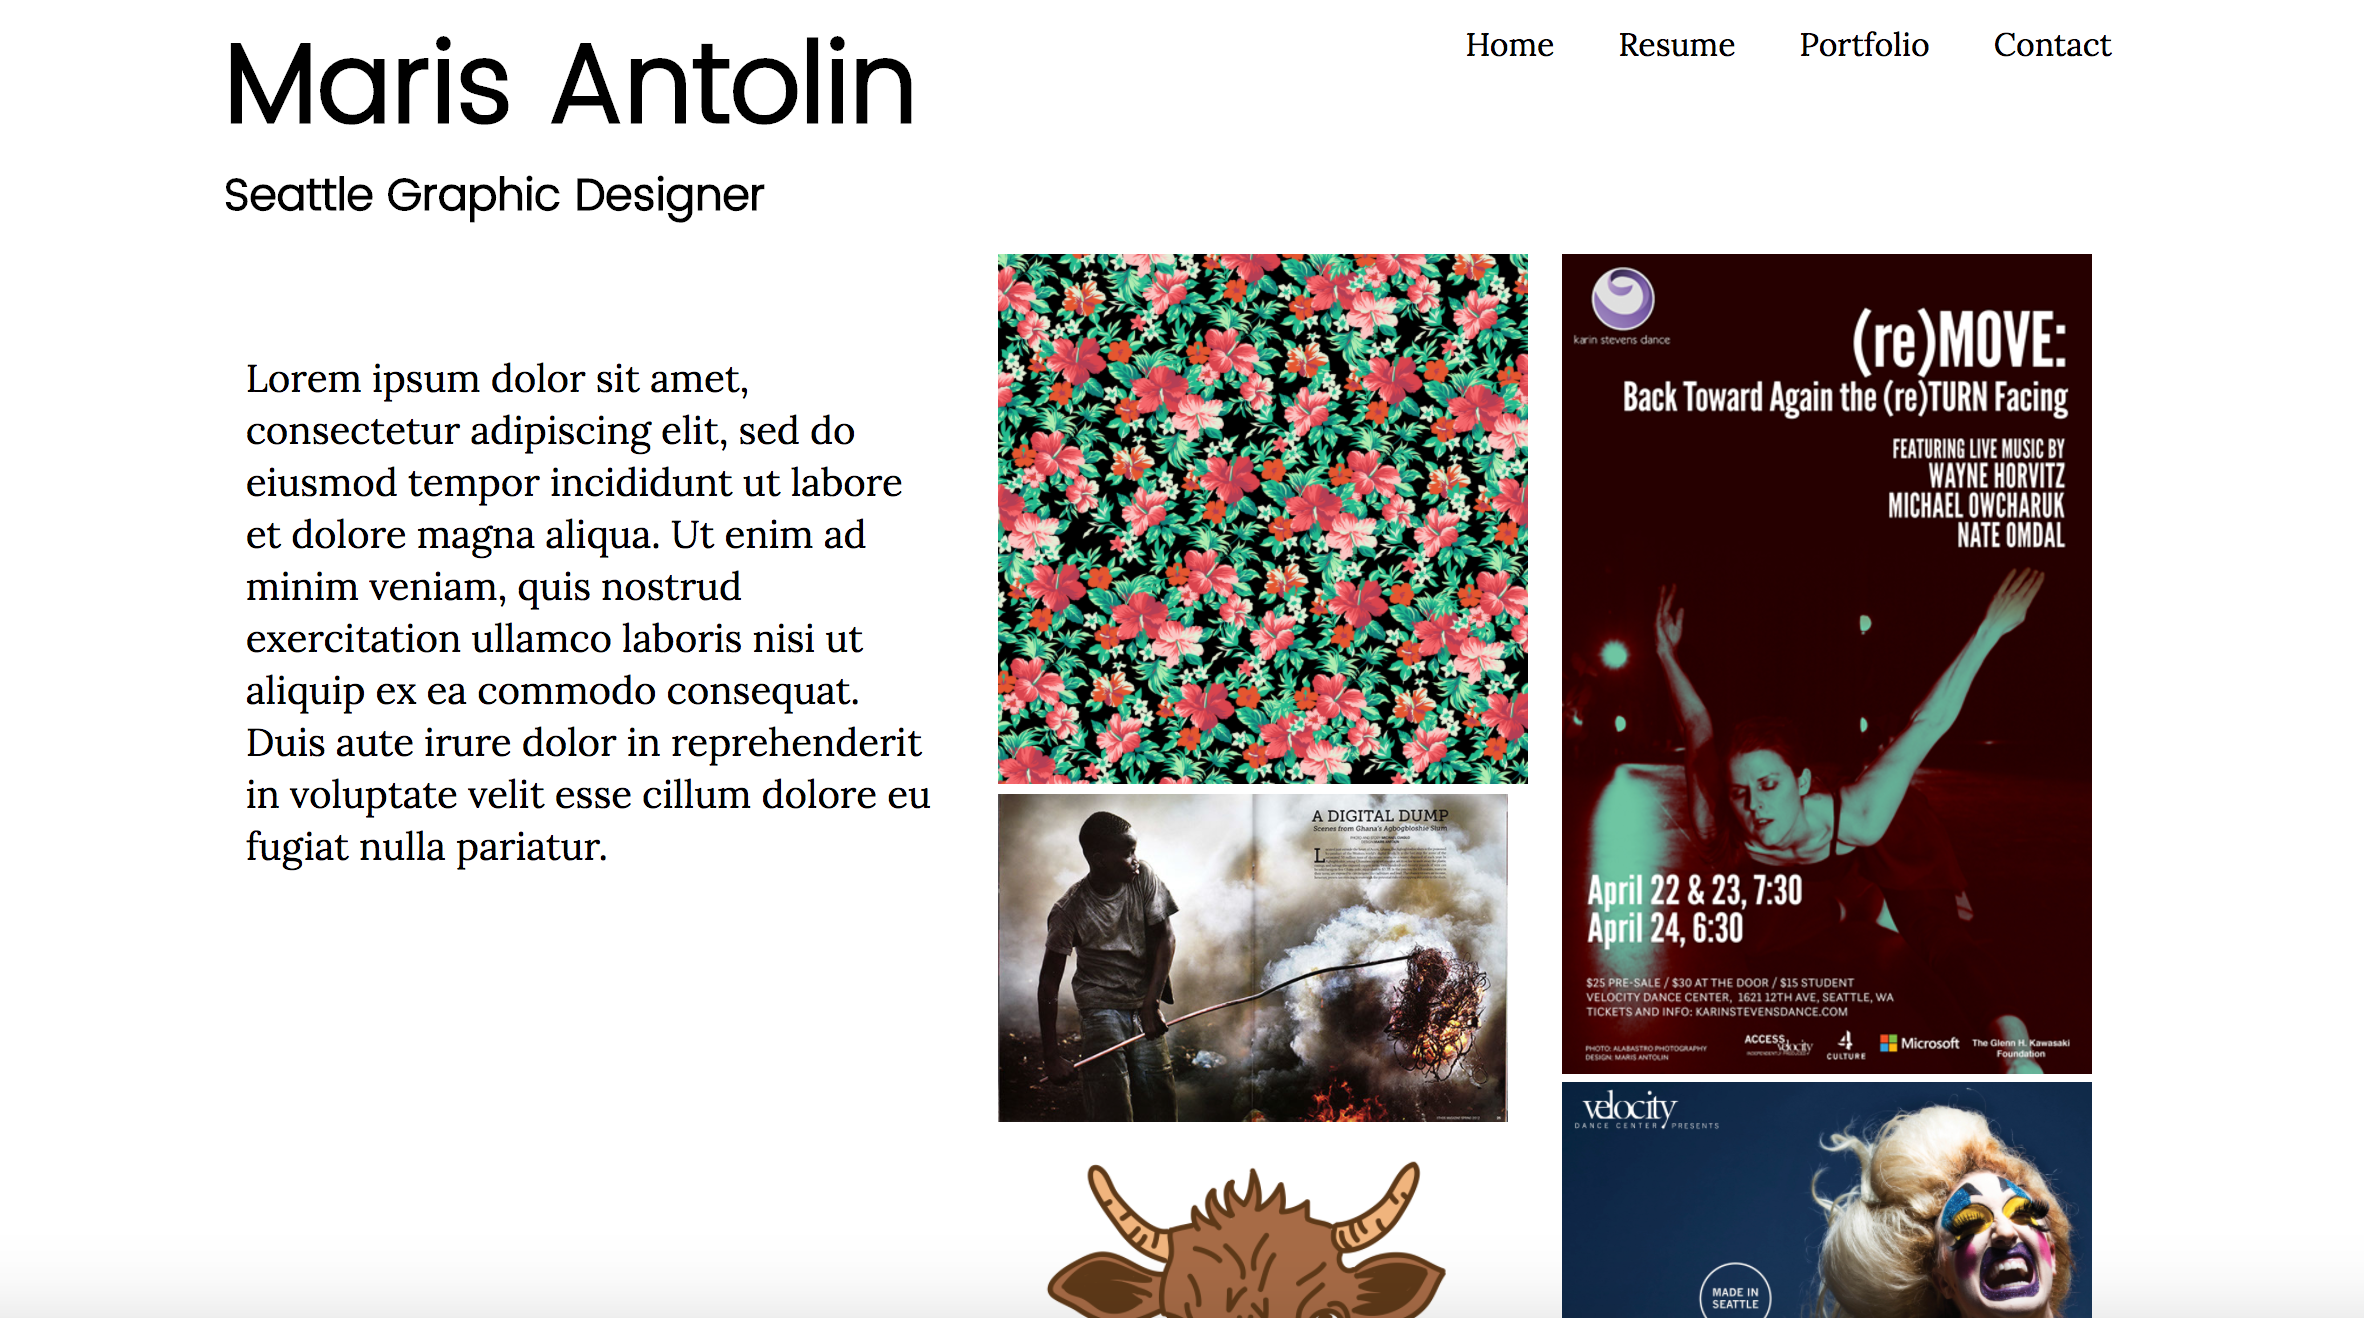 Maris Antolin
Home
Resume
Portfolio
Contact
Seattle Graphic Designer
Lorem ipsum dolor sit amet,
consectetur adipiscing elit, sed do
eiusmod tempor incididunt ut labore
et dolore magna aliqua. Ut enim ad
minim veniam, quis nostrud
exercitation ullamco laboris nisi ut
aliquip ex ea commodo consequat.
Duis aute irure dolor in reprehenderit
in voluptate velit esse cillum dolore eu
fugiat nulla pariatur.
A DIGITAL DUMP
Scenes from Ghana's Agbogbloshie Slum
karin stevens dance
(re)MOVE:
Back Toward Again the (re)TURN Facing
FEATURING LIVE MUSIC BY
WAYNE HORVITZ
MICHAEL OWCHARUK
NATE OMDAL
April 22 & 23, 7:30
April 24, 6:30
$25 PRE-SALE / $30 AT THE DOOR / $15 STUDENT
VELOCITY DANCE CENTER, 1621 12TH AVE, SEATTLE, WA
TICKETS AND INFO: KARINSTEVENSDANCE.COM
PHOTO: ALABASTRO PHOTOGRAPHY
DESIGN: MARIS ANTOLIN
ACCESS
Velocity
4
CULTURE
Microsoft
The Glenn H. Kawasaki
Foundation
velocity
DANCE CENTER PRESENTS
MADE IN
SEATTLE